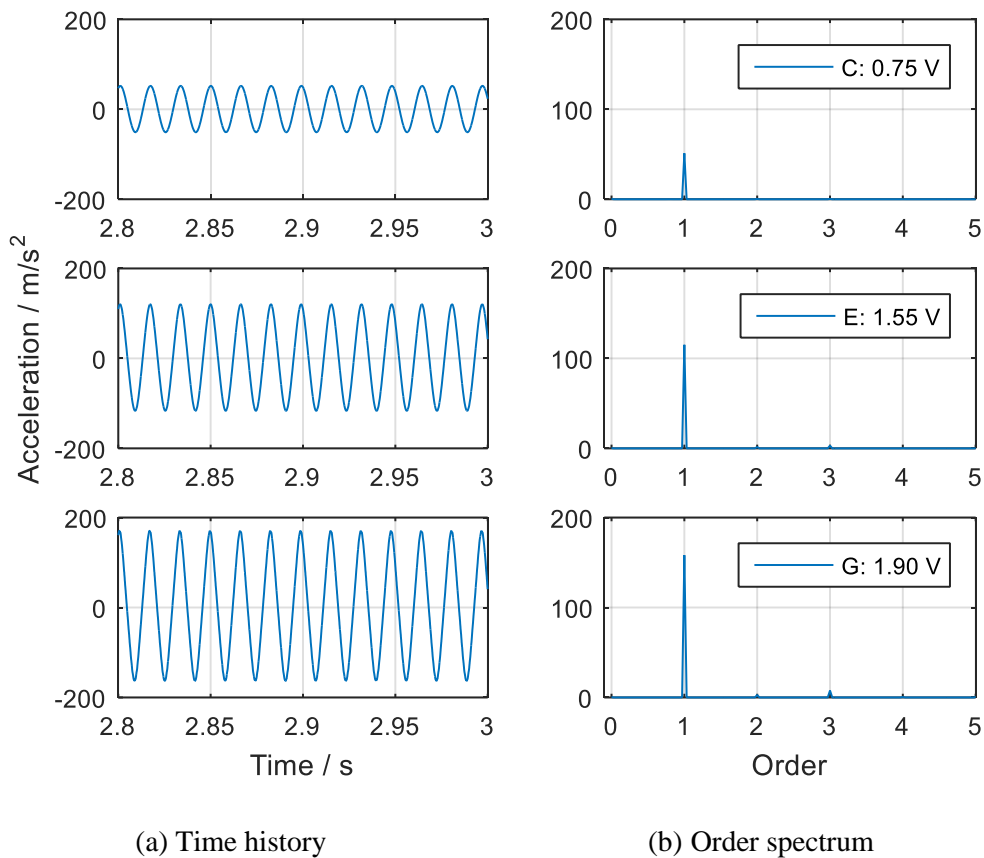 200
0
-200
2.8 2.85 2.9 2.95 3
200
100
0
0 1 2 3 4 5
C: 0.75 V
Acceleration / m/s²
200
0
-200
2.8 2.85 2.9 2.95 3
200
100
0
0 1 2 3 4 5
E: 1.55 V
200
0
-200
2.8 2.85 2.9 2.95 3
Time / s
200
100
0
0 1 2 3 4 5
G: 1.90 V
Order
(a) Time history
(b) Order spectrum